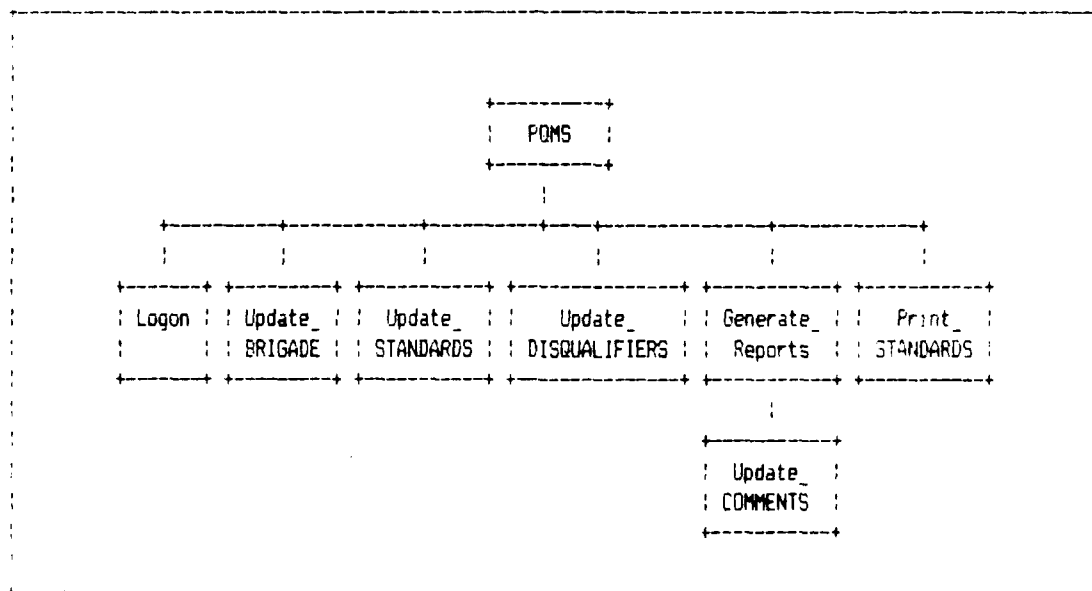 PQMS
Logon Update_ Update_ Update_ Generate_ Print_
BRIGADE STANDARDS DISQUALIFIERS Reports STANDARDS
Update_
COMMENTS